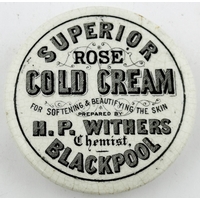 SUPERIOR
ROSE
COLD CREAM
FOR SOFTENING & BEAUTIFYING THE SKIN
PREPARED BY
H. P. WITHERS
Chemist,
BLACKPOOL